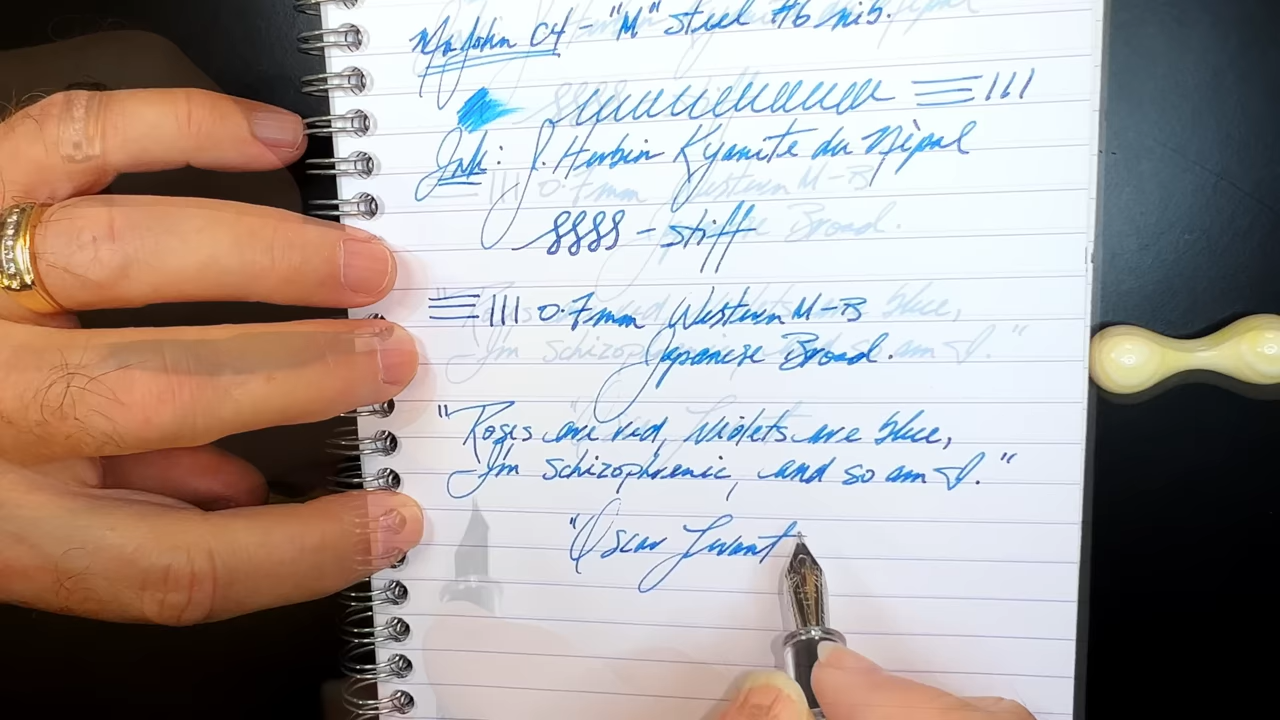 Majohn C4 - "M" steel #6 nib.
Ink: J. Herbin Kyanite du Népal
- stiff
0.7mm Western M-B
Japanese Broad.
"Roses are red, Violets are blue,
I'm schizophrenic, and so am I."
"Oscar Levant